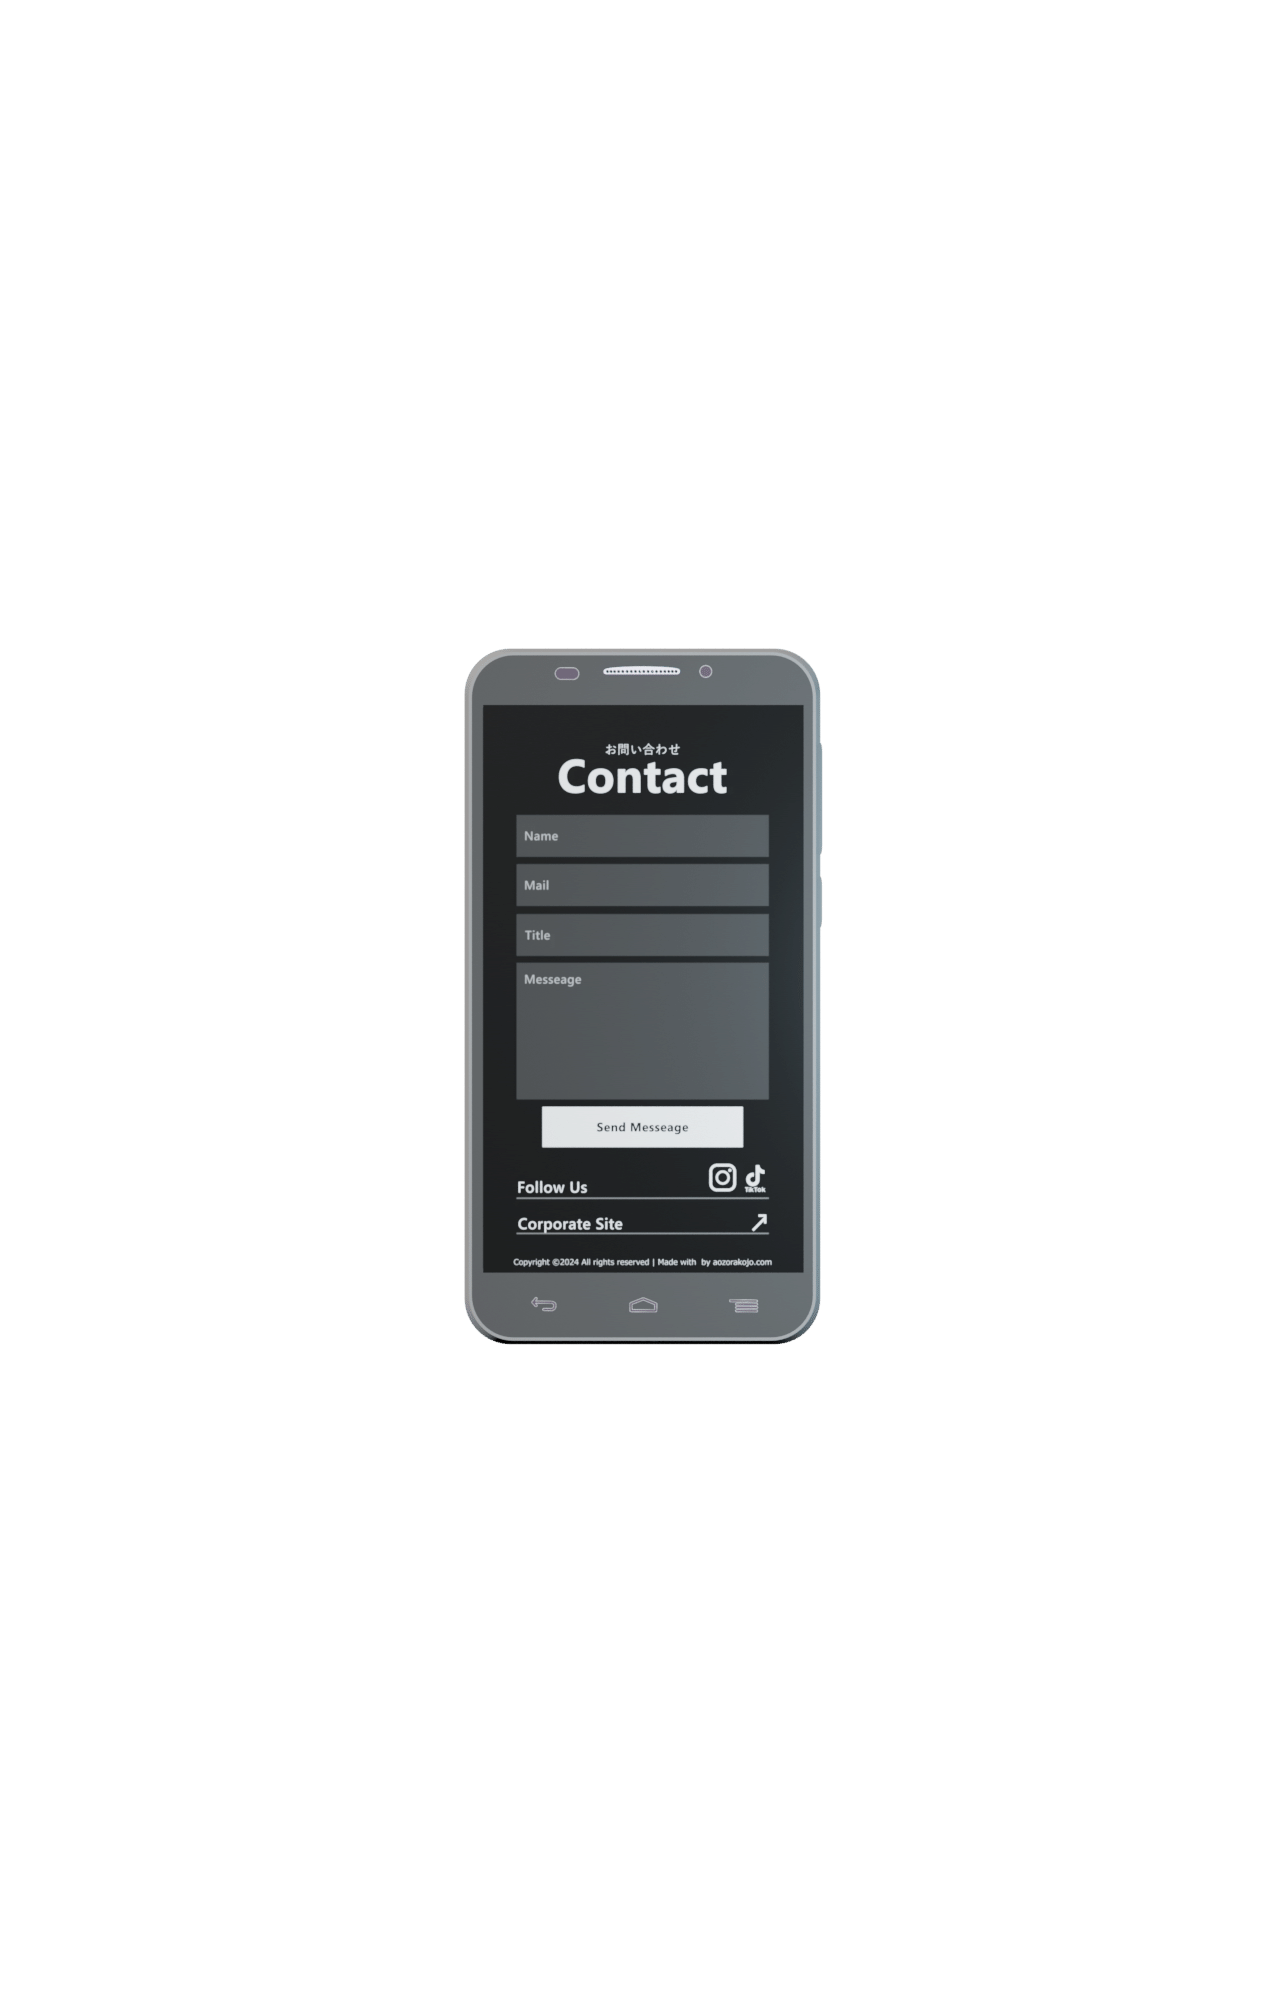 お問い合わせ
Contact
Name
Mail
Title
Messeage
Send Messeage
Follow Us
TikTok
Corporate Site
Copyright ©2024 All rights reserved | Made with by aozorakojo.com